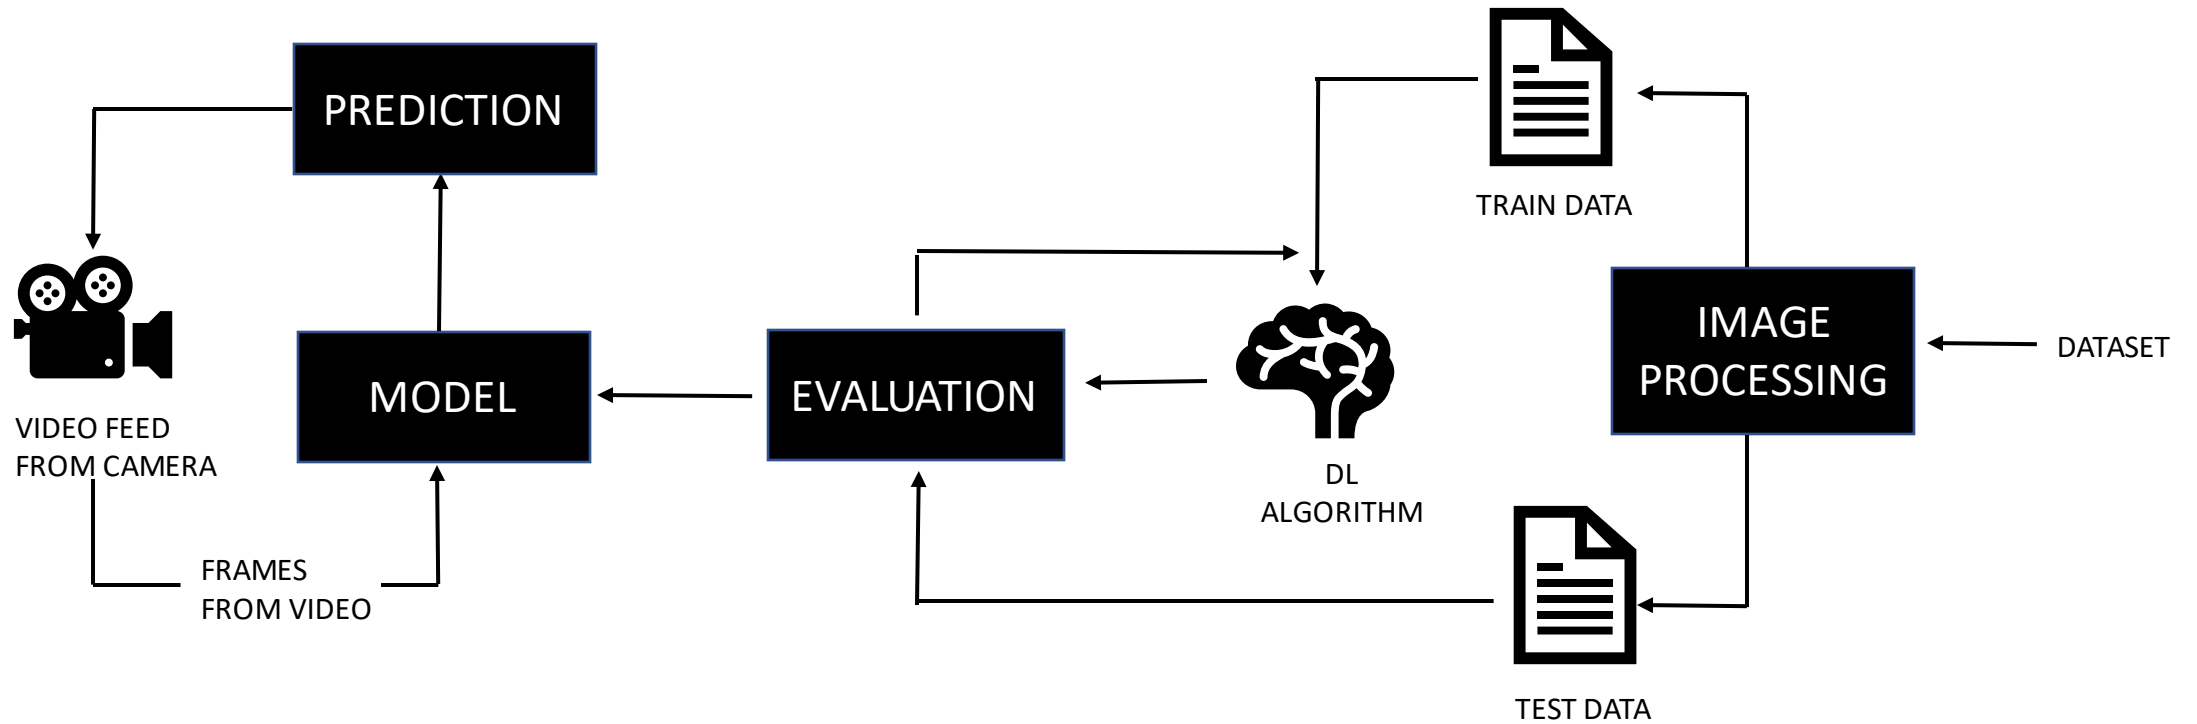 PREDICTION
TRAIN DATA
IMAGE
PROCESSING
DATASET
MODEL
EVALUATION
VIDEO FEED
FROM CAMERA
DL
ALGORITHM
FRAMES
FROM VIDEO
TEST DATA